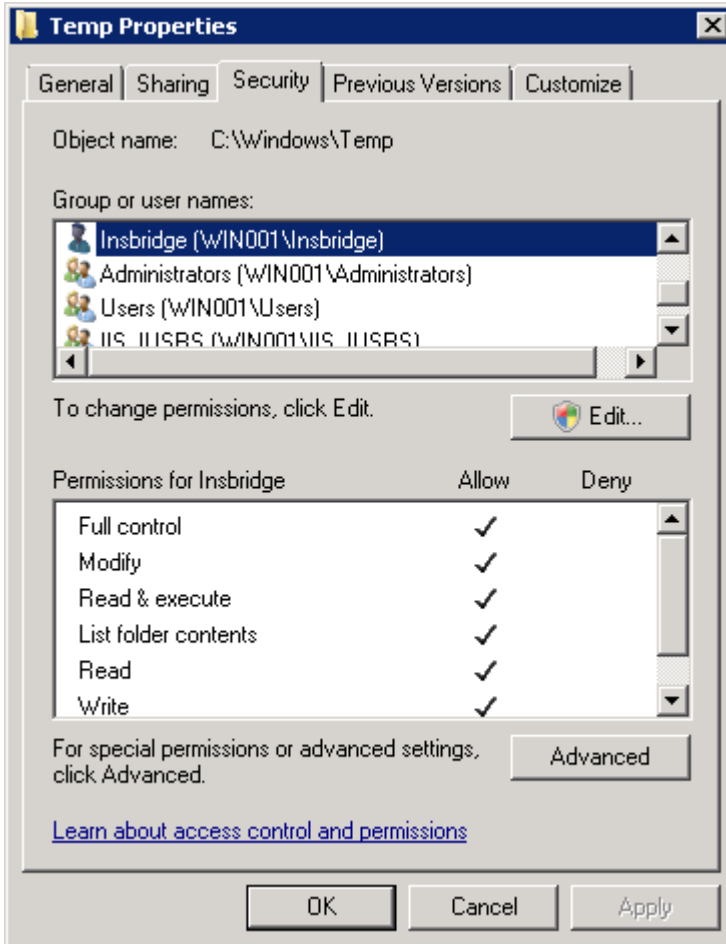 Temp Properties
General Sharing Security Previous Versions Customize
Object name: C:\Windows\Temp
Group or user names:
Insbridge (WIN001\Insbridge)
Administrators (WIN001\Administrators)
Users (WIN001\Users)
IIS_IUSRS (WIN001\IIS_IUSRS)
To change permissions, click Edit.
Edit...
Permissions for Insbridge Allow Deny
Full control
Modify
Read & execute
List folder contents
Read
Write
For special permissions or advanced settings,
click Advanced.
Advanced
Learn about access control and permissions
OK Cancel Apply